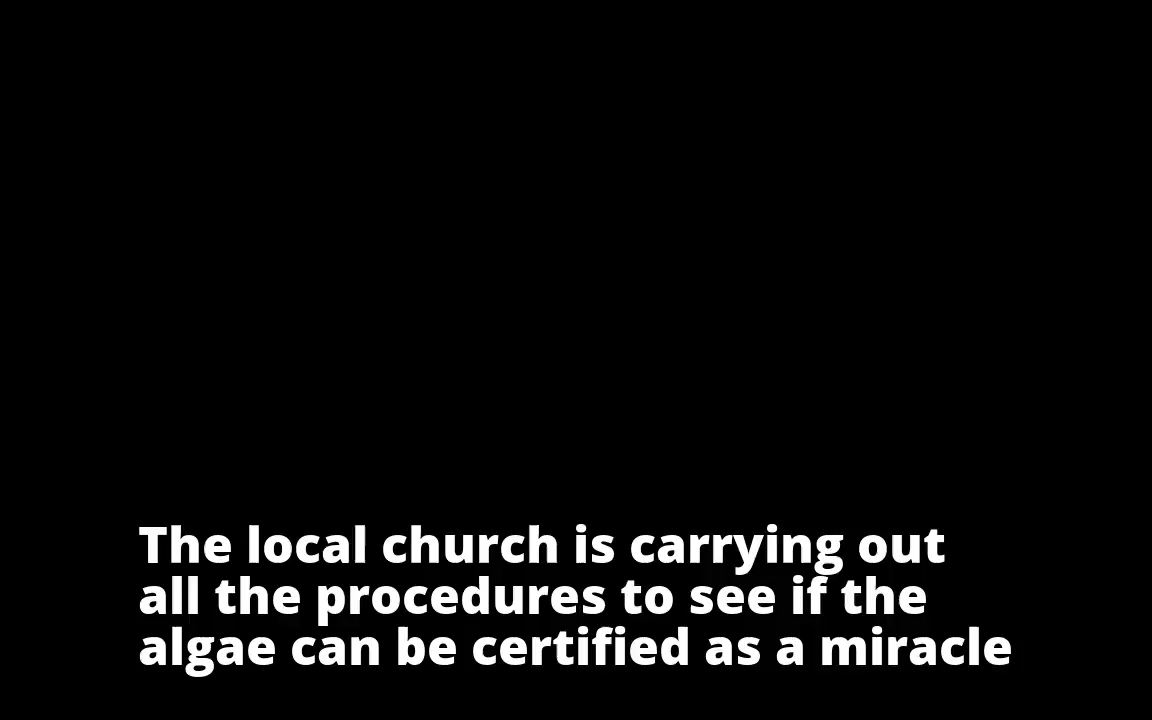 The local church is carrying out
all the procedures to see if the
algae can be certified as a miracle